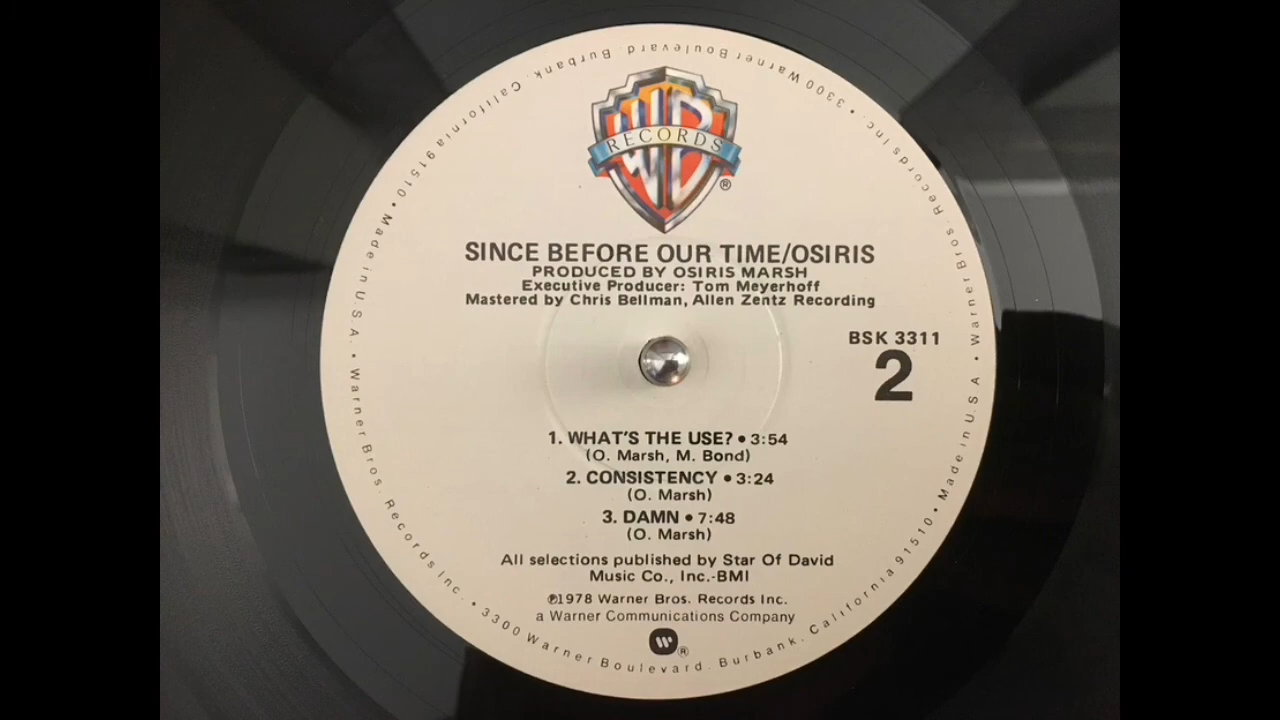 WB
RECORDS
®
SINCE BEFORE OUR TIME/OSIRIS
PRODUCED BY OSIRIS MARSH
Executive Producer: Tom Meyerhoff
Mastered by Chris Bellman, Allen Zentz Recording
BSK 3311
2
1. WHAT'S THE USE? • 3:54
(O. Marsh, M. Bond)
2. CONSISTENCY • 3:24
(O. Marsh)
3. DAMN • 7:48
(O. Marsh)
All selections published by Star Of David
Music Co., Inc.-BMI
℗1978 Warner Bros. Records Inc.
a Warner Communications Company
W ®
Warner Bros. Records Inc. • 3300 Warner Boulevard. Burbank. California 91510 • Made in U.S.A. • Warner Bros. Records Inc. • 3300 Warner Boulevard. Burbank. California 91510 • Made in U.S.A. •